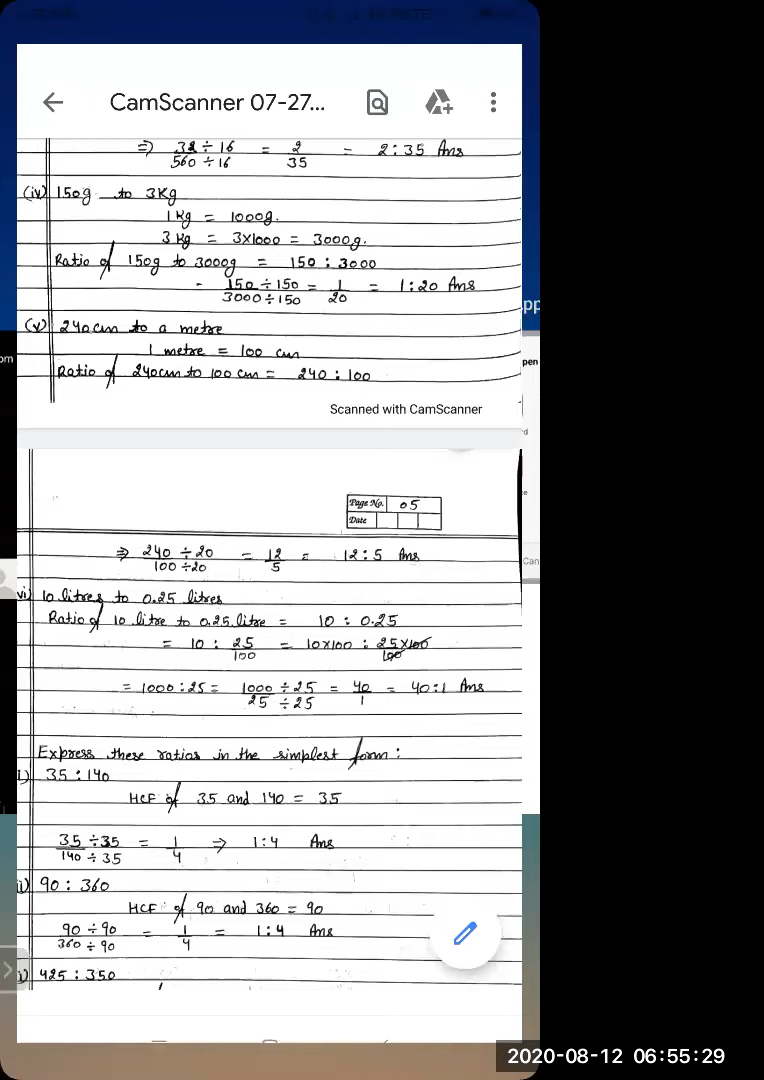 CamScanner 07-27...
=) 32 ÷ 16 / 560 ÷ 16 = 2 / 35 = 2 : 35 Ans
(iv) 150g to 3Kg
1 Kg = 1000g.
3 Kg = 3x1000 = 3000g.
Ratio of 150g to 3000g = 150 : 3000
- 150 ÷ 150 / 3000 ÷ 150 = 1 / 20 = 1:20 Ans
(v) 240 cm to a metre
1 metre = 100 cm
Ratio of 240cm to 100 cm = 240 : 100
Scanned with CamScanner
Page No. 05
Date
⇒ 240 ÷ 20 / 100 ÷ 20 = 12 / 5 = 12 : 5 Ans
vi) 10 litres to 0.25 litres
Ratio of 10 litre to 0.25 litre = 10 : 0.25
= 10 : 25 / 100 = 10 x 100 : 25 x 100 / 100
= 1000 : 25 = 1000 ÷ 25 / 25 ÷ 25 = 40 / 1 = 40 : 1 Ans
Express these ratios in the simplest form :
i) 35 : 140
HCF of 35 and 140 = 35
35 ÷ 35 / 140 ÷ 35 = 1 / 4 ⇒ 1:4 Ans
i) 90 : 360
HCF of 90 and 360 = 90
90 ÷ 90 / 360 ÷ 90 = 1 / 4 = 1:4 Ans
i) 425 : 350
pp
om
pen
Can
2020-08-12 06:55:29